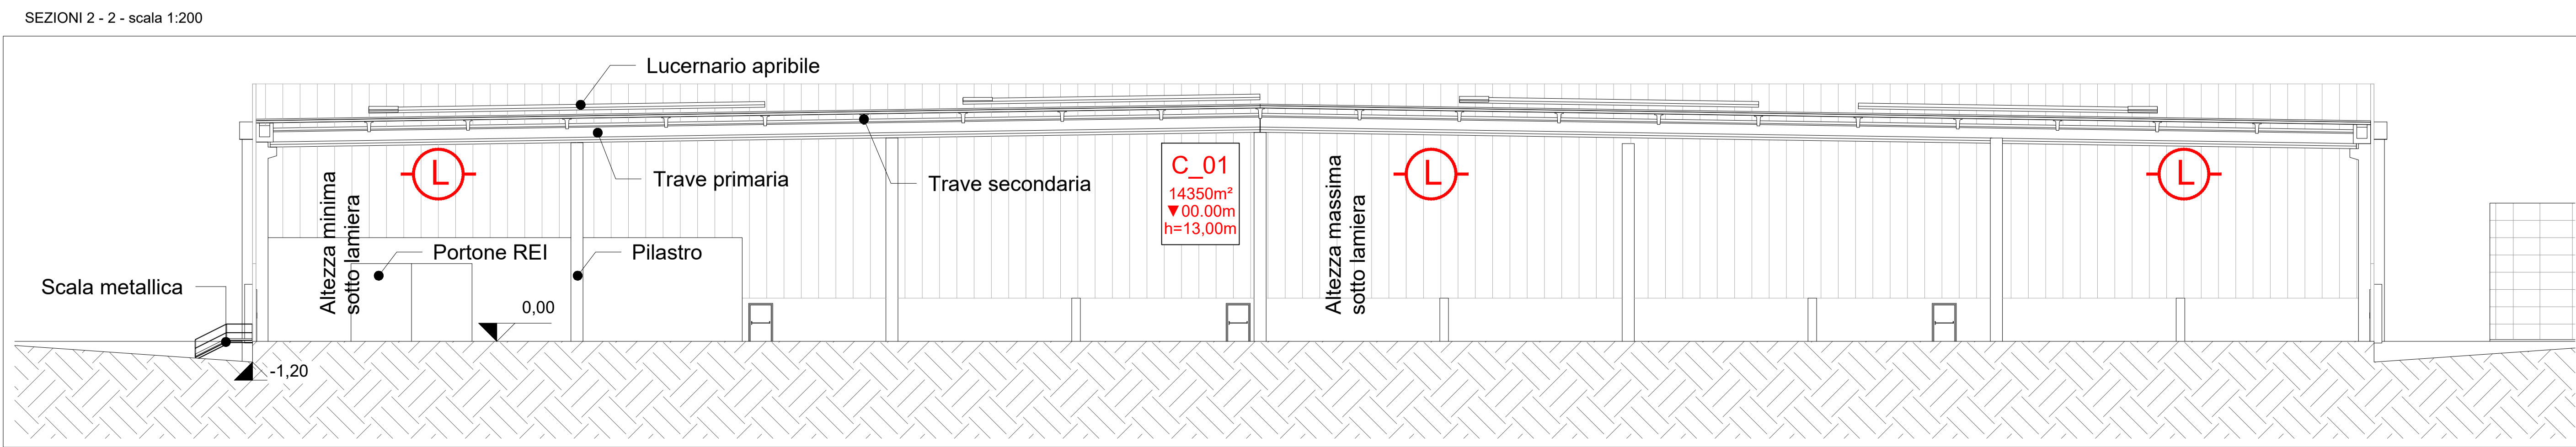 SEZIONI 2 - 2 - scala 1:200
Lucernario apribile
Trave primaria
Trave secondaria
C_01
14350m²
▼00.00m
h=13,00m
L
L
L
Altezza minima
sotto lamiera
Altezza massima
sotto lamiera
Portone REI
Pilastro
Scala metallica
0,00
-1,20